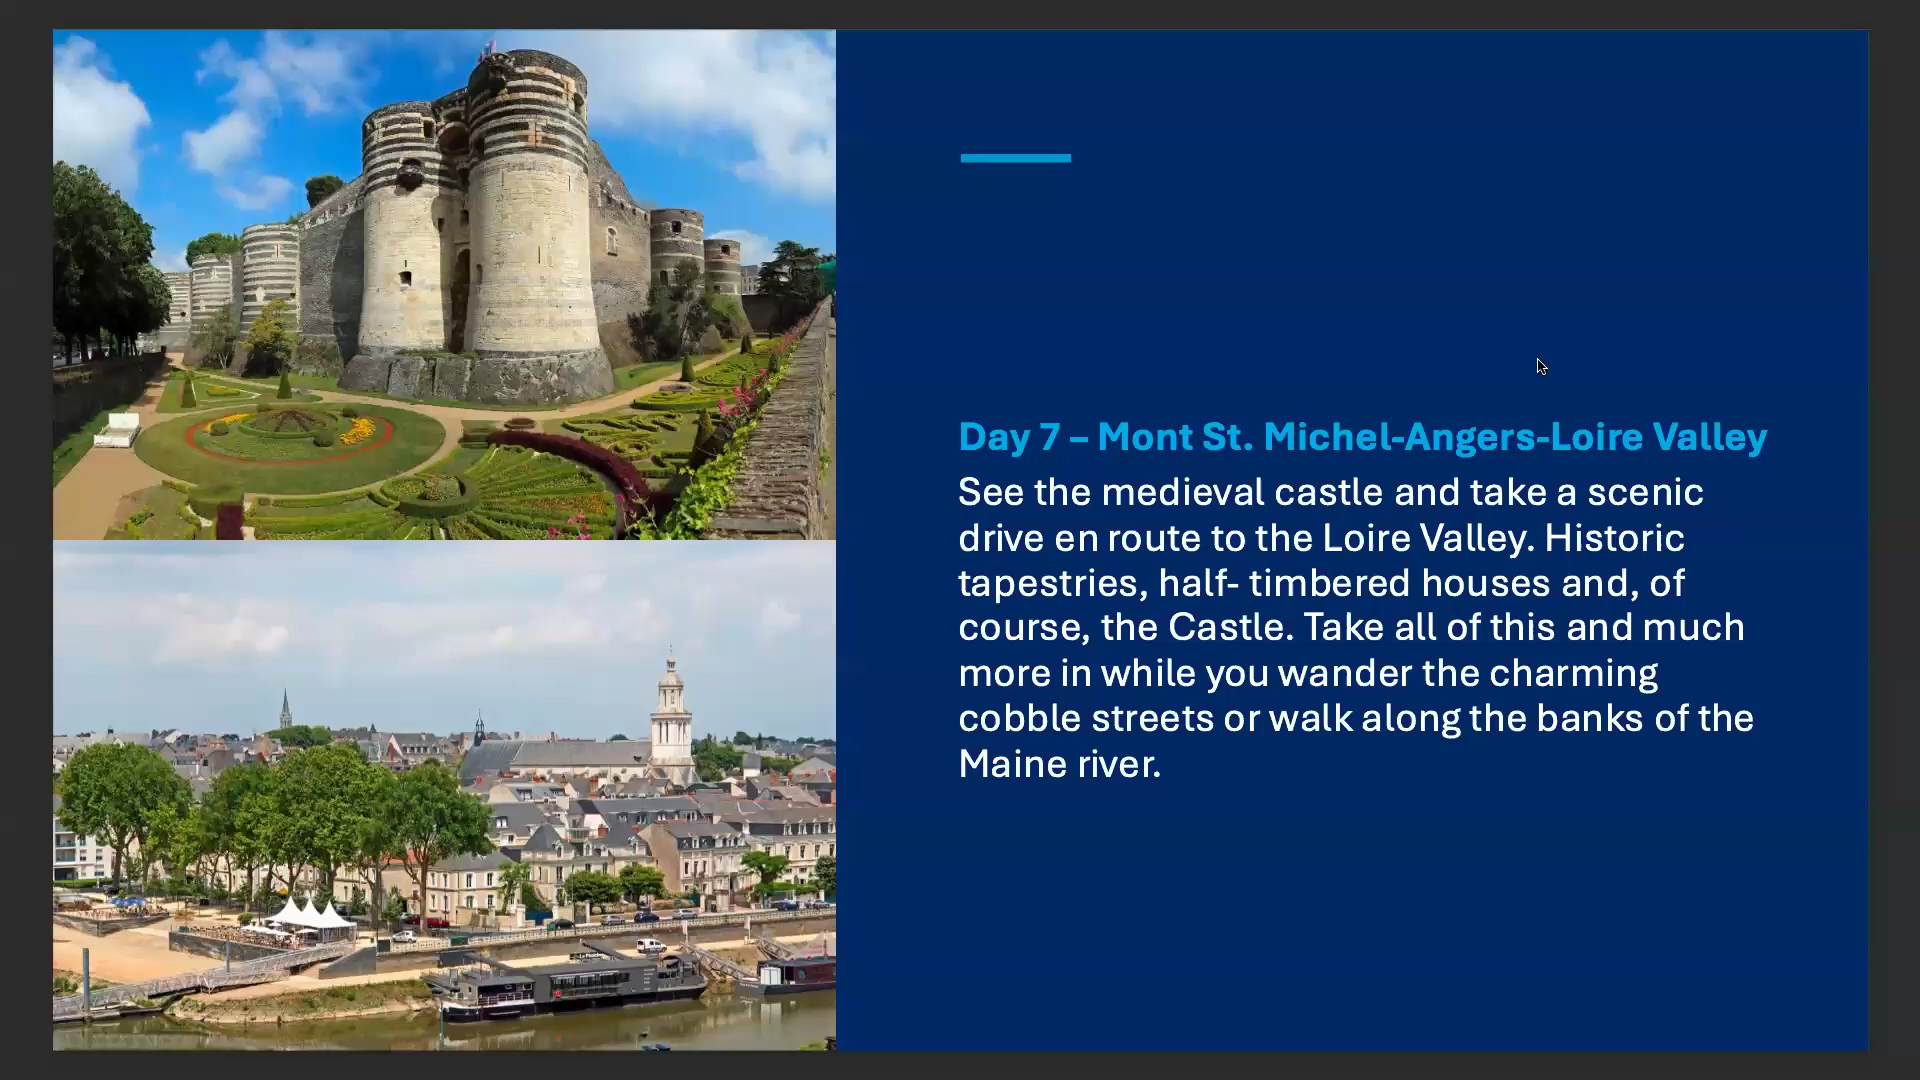 Day 7 – Mont St. Michel-Angers-Loire Valley
See the medieval castle and take a scenic
drive en route to the Loire Valley. Historic
tapestries, half- timbered houses and, of
course, the Castle. Take all of this and much
more in while you wander the charming
cobble streets or walk along the banks of the
Maine river.